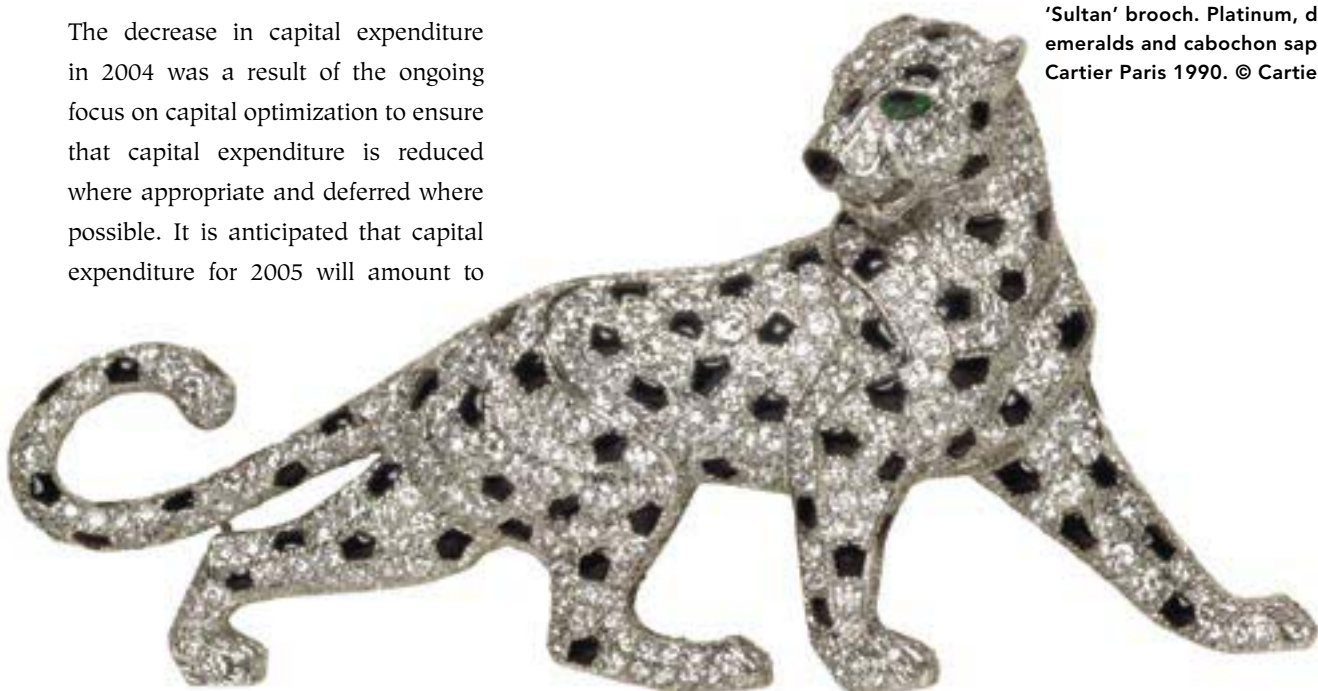 The decrease in capital expenditure
in 2004 was a result of the ongoing
focus on capital optimization to ensure
that capital expenditure is reduced
where appropriate and deferred where
possible. It is anticipated that capital
expenditure for 2005 will amount to
‘Sultan’ brooch. Platinum,
emeralds and cabochon
Cartier Paris 1990. ©